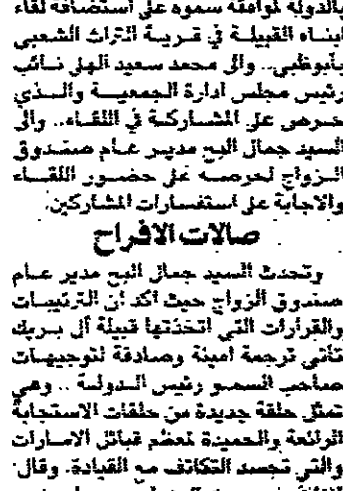 بالدولة لموافقة سموه على استضافة لقاء
ابناء القبيلة في قرية التراث الشعبي
بأبوظبي.. والى محمد سعيد الهلي نائب
رئيس مجلس ادارة الجمعية والذي
حرص على المشاركة في اللقاء.. والى
السيد جمال البح مدير عام صندوق
الزواج لحرصه على حضور اللقاء
والاجابة على استفسارات المشاركين.
صالات الافراح
وتحدث السيد جمال البح مدير عام
صندوق الزواج حيث اكد ان الترتيبات
والقرارات التي اتخذتها قبيلة آل بريك
تأتي ترجمة امينة وصادقة لتوجيهات
صاحب السمو رئيس الدولة .. وهي
تمثل حلقة جديدة من حلقات الاستجابة
الرائعة والحميدة لمعظم قبائل الامارات
والتي تجسد التكاتف مع القيادة. وقال